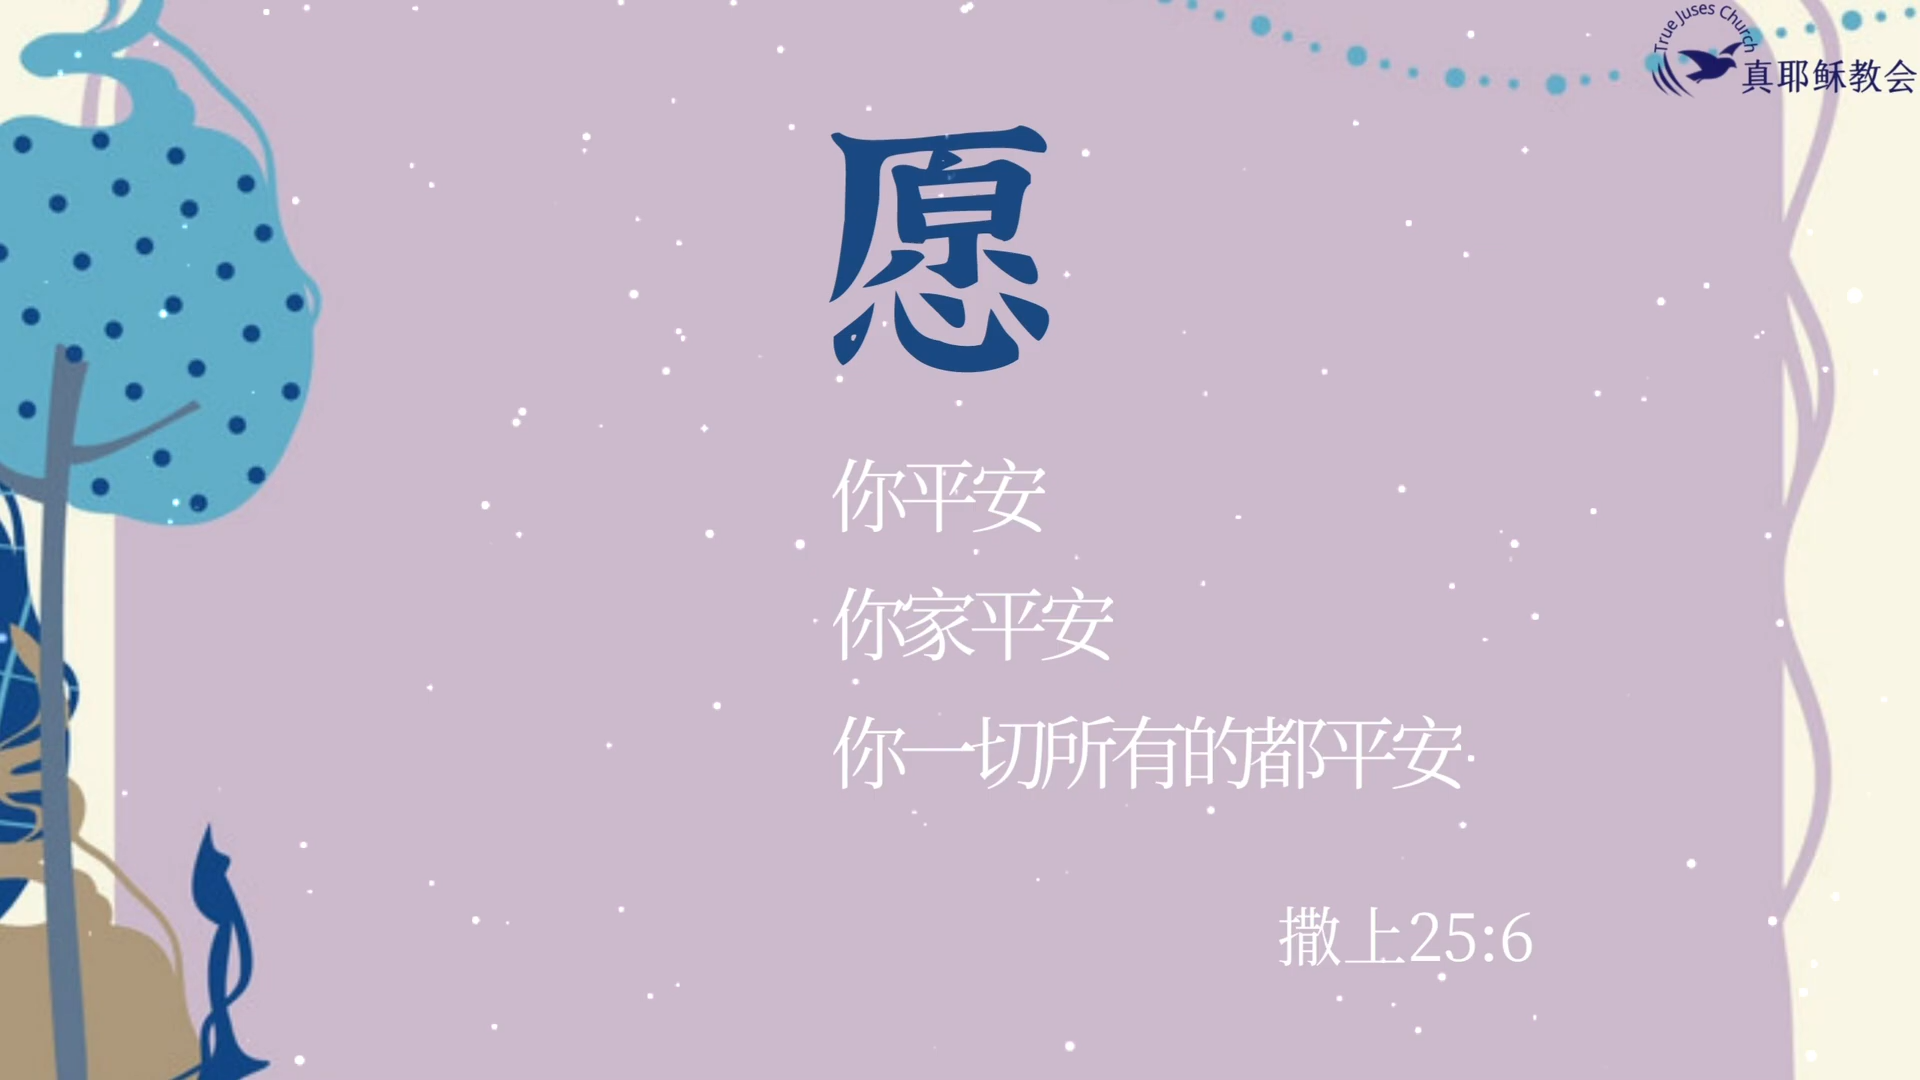 True Juses Church
真耶稣教会
愿
你平安
你家平安
你一切所有的都平安
撒上25:6